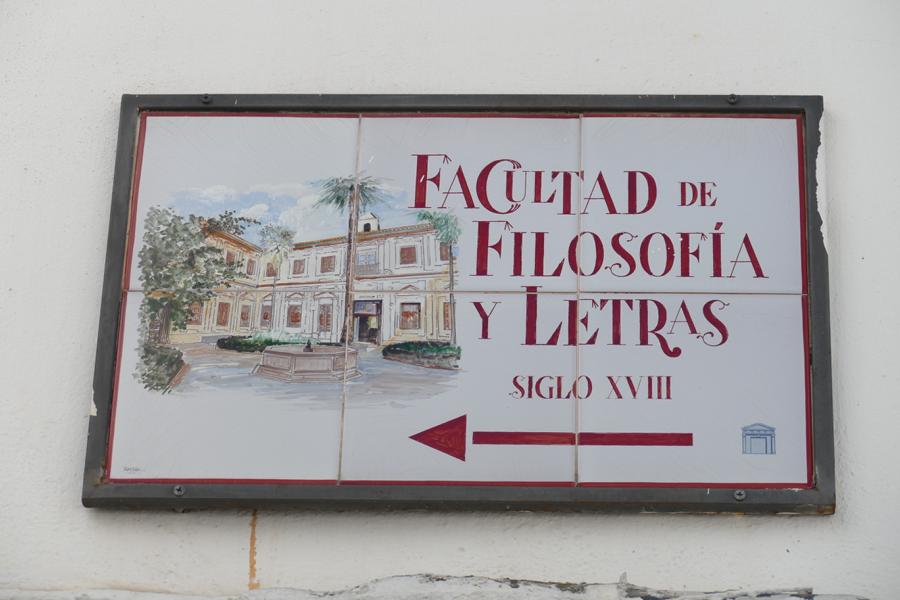 FACULTAD DE
FILOSOFÍA
Y LETRAS
SIGLO XVIII